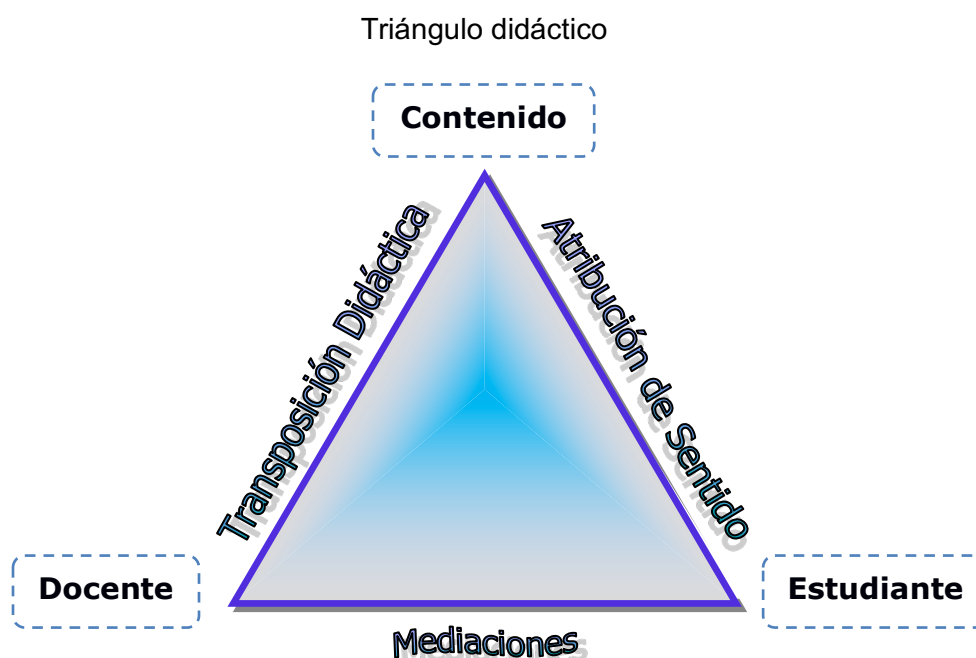 Triángulo didáctico
Contenido
Transposición Didáctica
Atribución de Sentido
Docente
Estudiante
Mediaciones